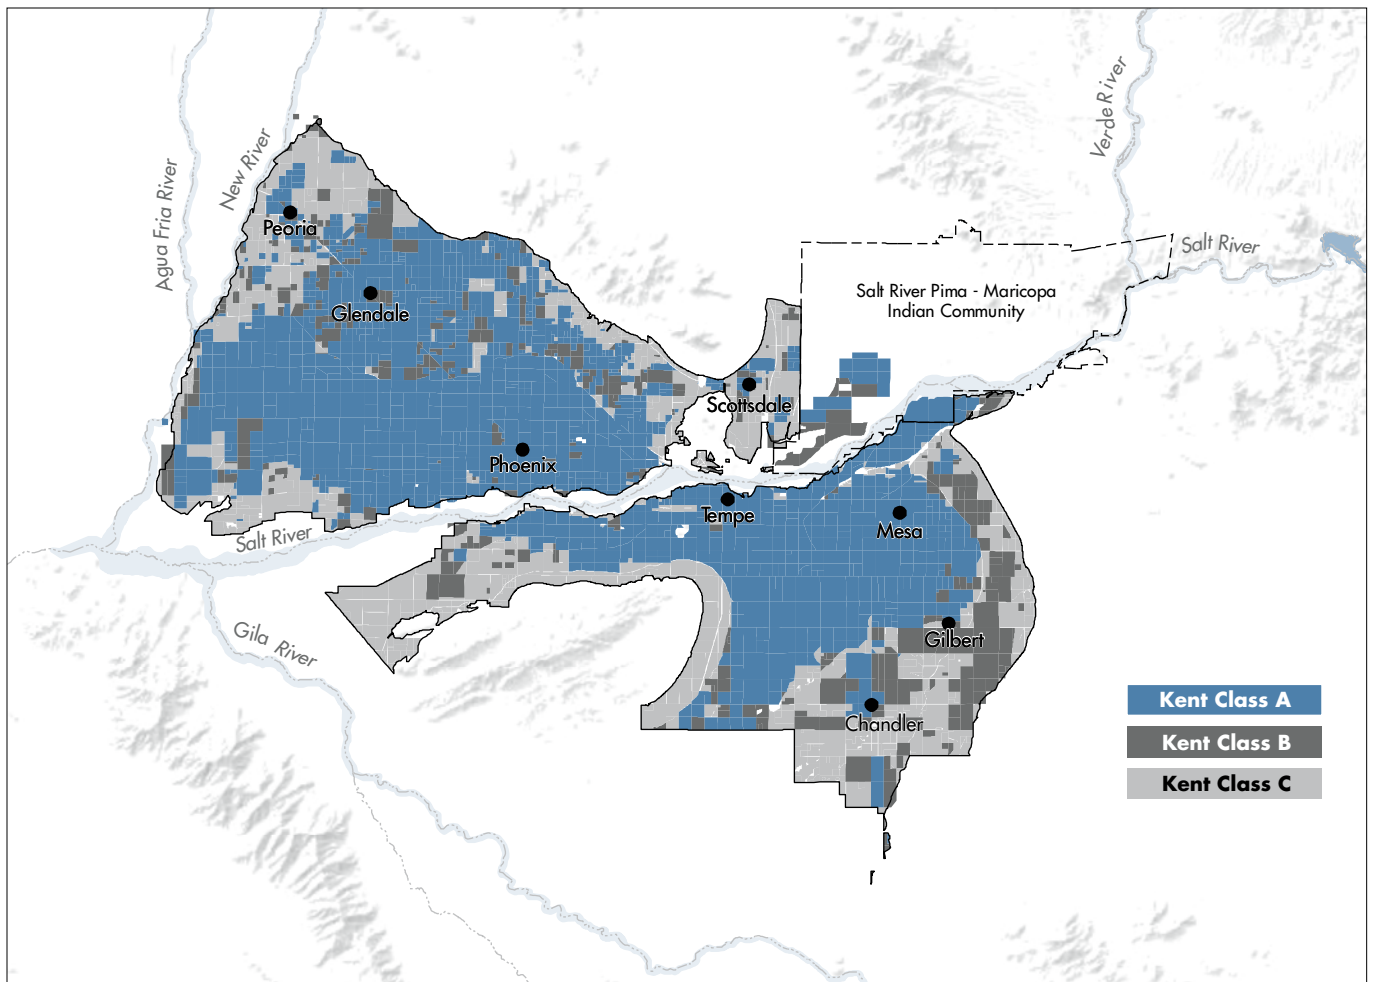 Verde River
New River
Agua Fria River
Peoria
Salt River
Salt River Pima - Maricopa
Indian Community
Glendale
Scottsdale
Phoenix
Tempe
Mesa
Salt River
Gila River
Gilbert
Kent Class A
Chandler
Kent Class B
Kent Class C